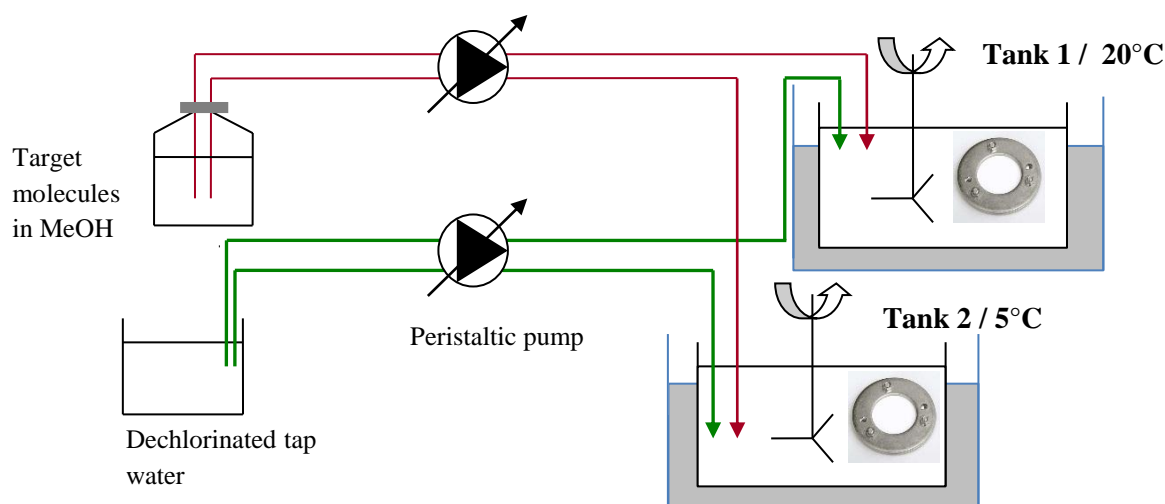 Tank 1 / 20°C
Target
molecules
in MeOH
Tank 2 / 5°C
Peristaltic pump
Dechlorinated tap
water